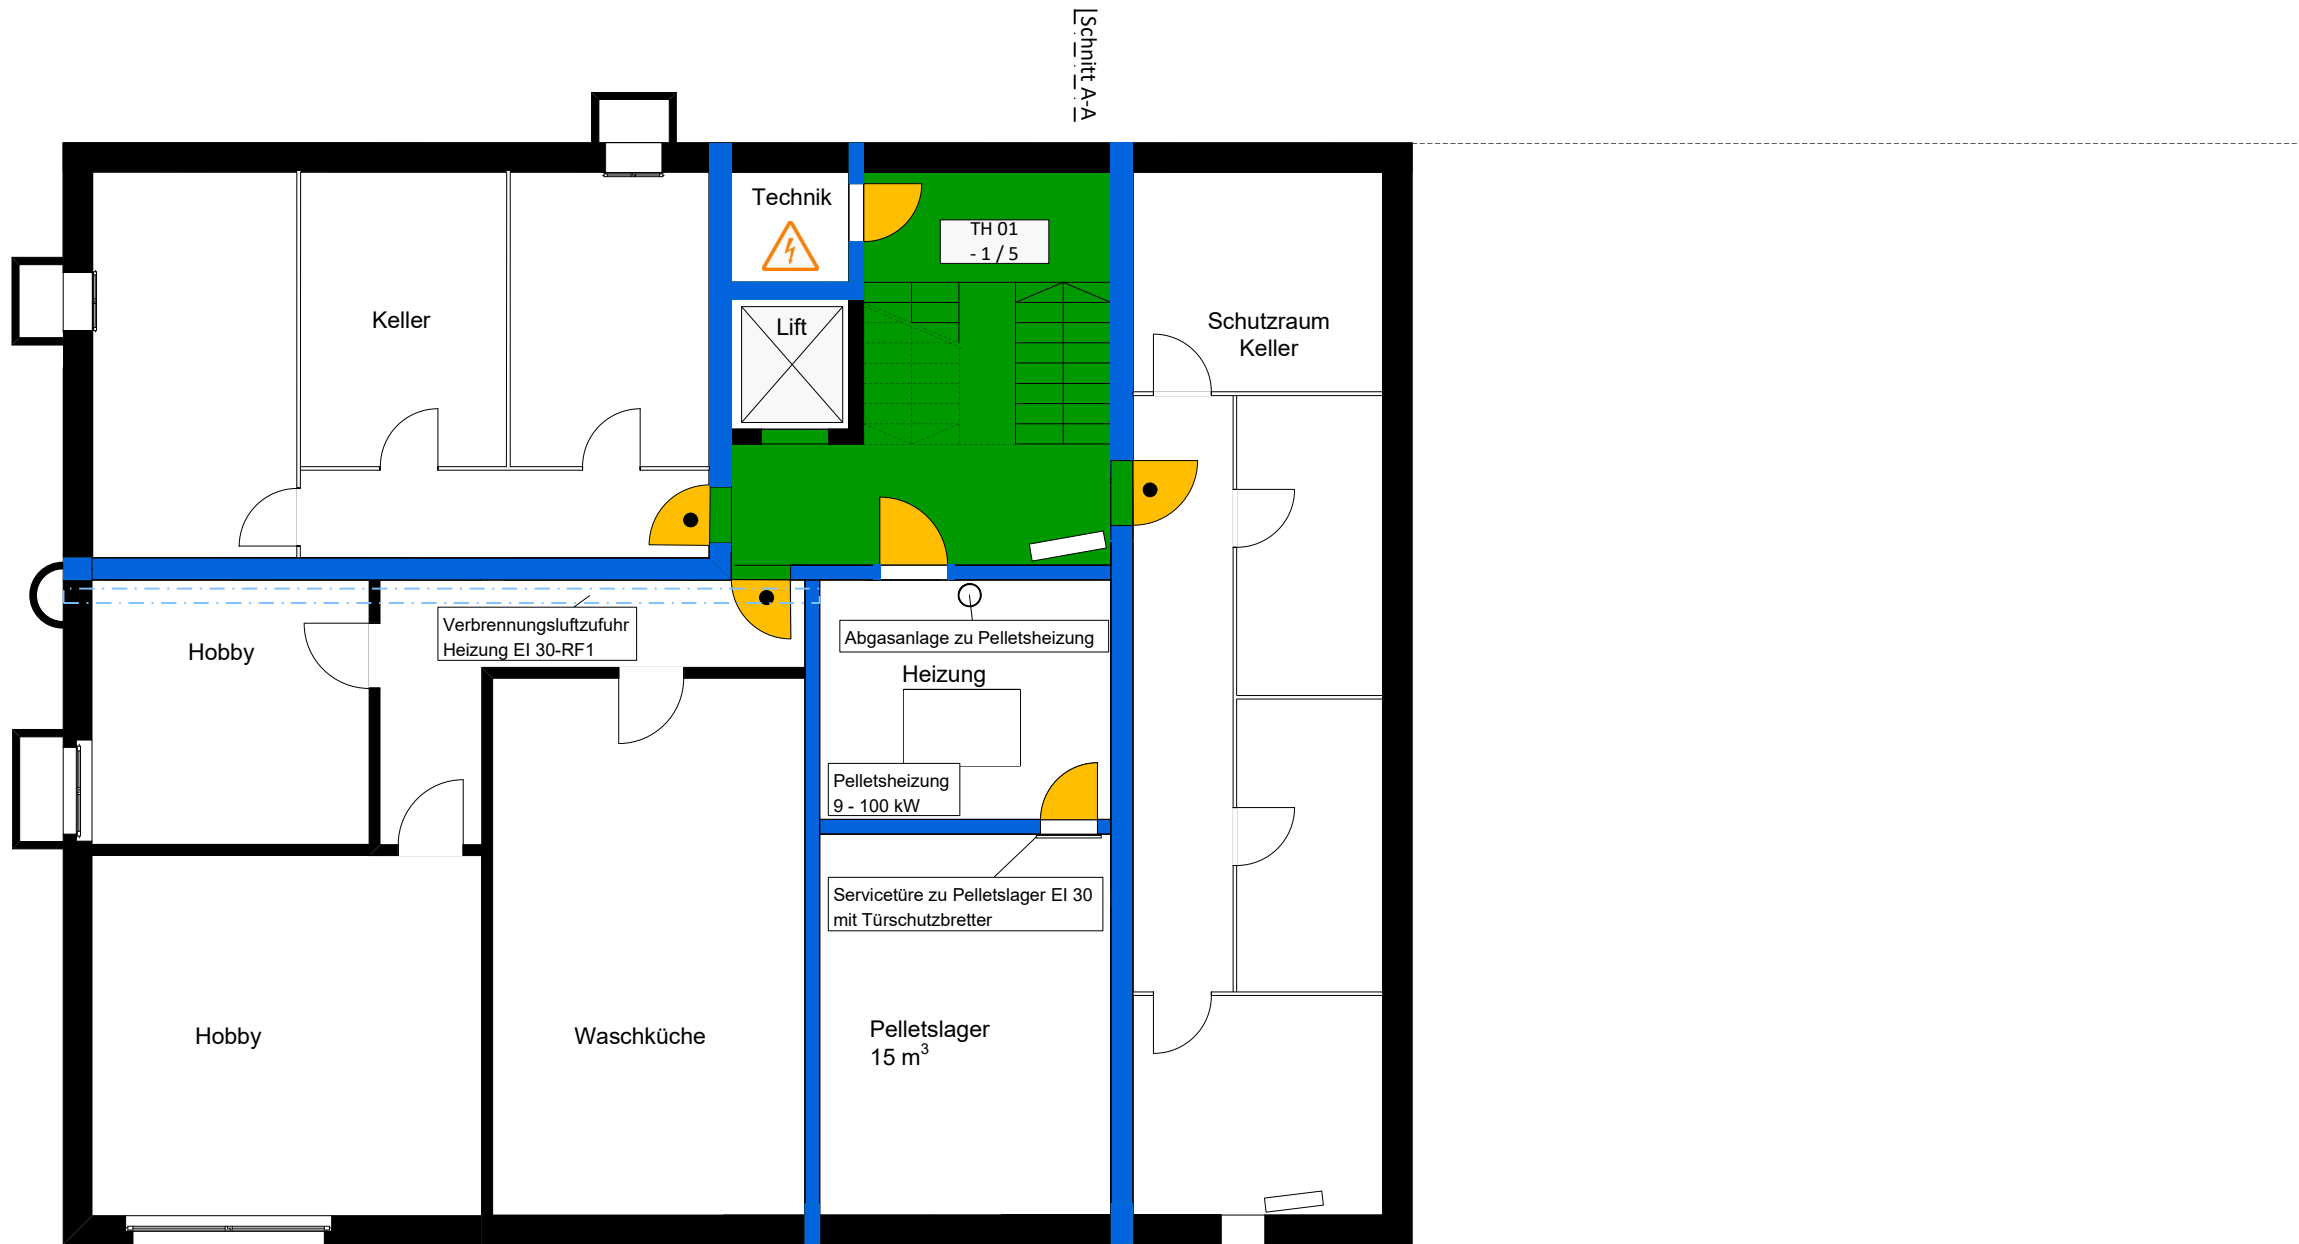 Schnitt A-A
Technik
TH 01
- 1 / 5
Lift
Keller
Schutzraum
Keller
Verbrennungsluftzufuhr
Heizung EI 30-RF1
Hobby
Abgasanlage zu Pelletsheizung
Heizung
Pelletsheizung
9 - 100 kW
Servicetüre zu Pelletslager EI 30
mit Türschutzbretter
Hobby
Waschküche
Pelletslager
15 m³